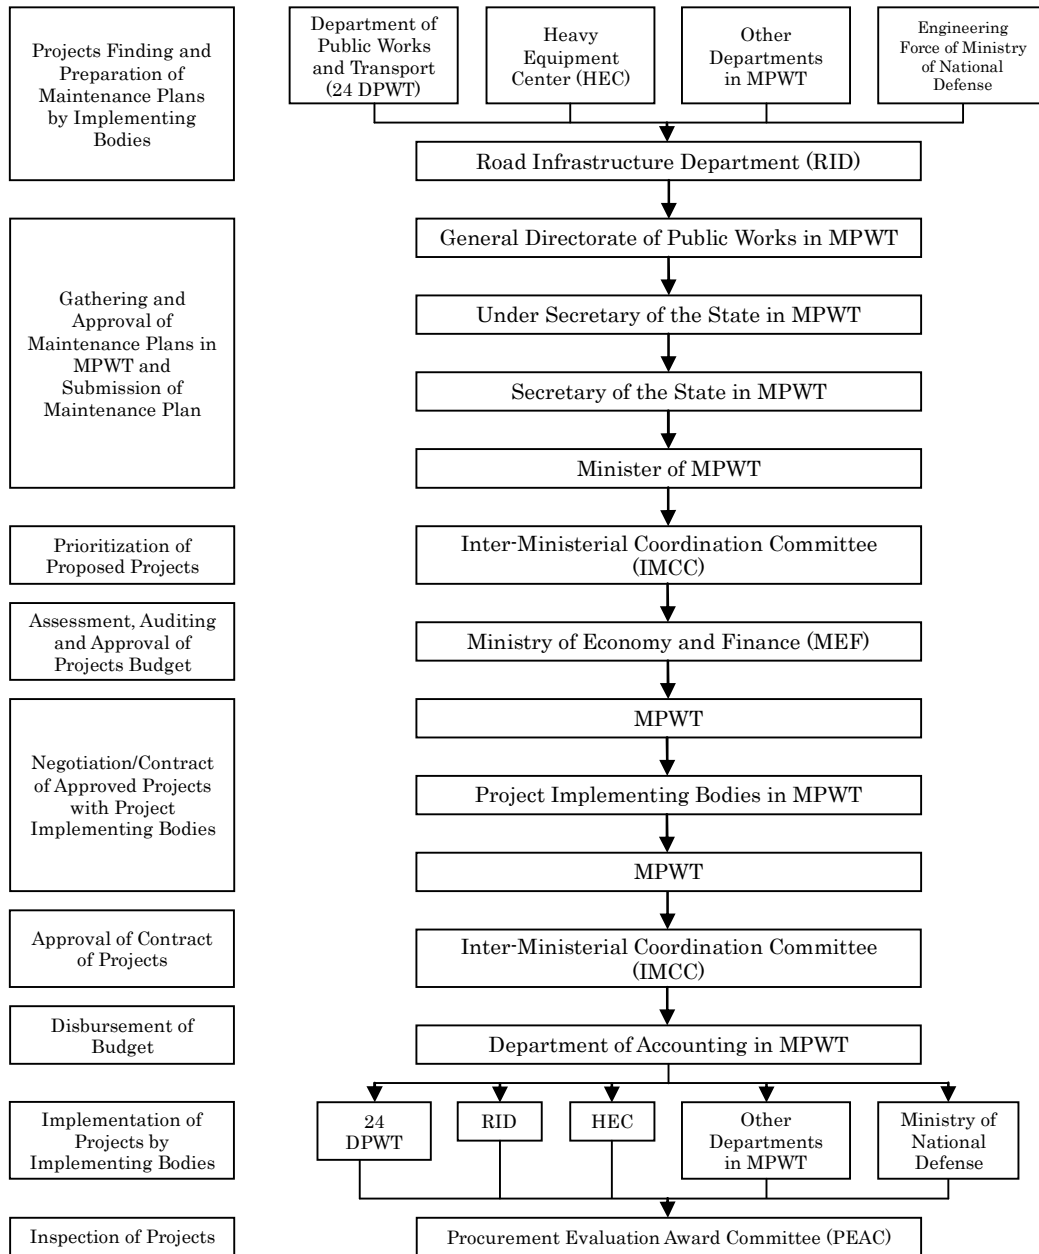 Projects Finding and
Preparation of
Maintenance Plans
by Implementing
Bodies
Department of
Public Works
and Transport
(24 DPWT)
Heavy
Equipment
Center (HEC)
Other
Departments
in MPWT
Engineering
Force of Ministry
of National
Defense
Road Infrastructure Department (RID)
Gathering and
Approval of
Maintenance Plans in
MPWT and
Submission of
Maintenance Plan
General Directorate of Public Works in MPWT
Under Secretary of the State in MPWT
Secretary of the State in MPWT
Minister of MPWT
Prioritization of
Proposed Projects
Inter-Ministerial Coordination Committee
(IMCC)
Assessment, Auditing
and Approval of
Projects Budget
Ministry of Economy and Finance (MEF)
Negotiation/Contract
of Approved Projects
with Project
Implementing Bodies
MPWT
Project Implementing Bodies in MPWT
MPWT
Approval of Contract
of Projects
Inter-Ministerial Coordination Committee
(IMCC)
Disbursement of
Budget
Department of Accounting in MPWT
Implementation of
Projects by
Implementing Bodies
24
DPWT
RID
HEC
Other
Departments
in MPWT
Ministry of
National
Defense
Inspection of Projects
Procurement Evaluation Award Committee (PEAC)